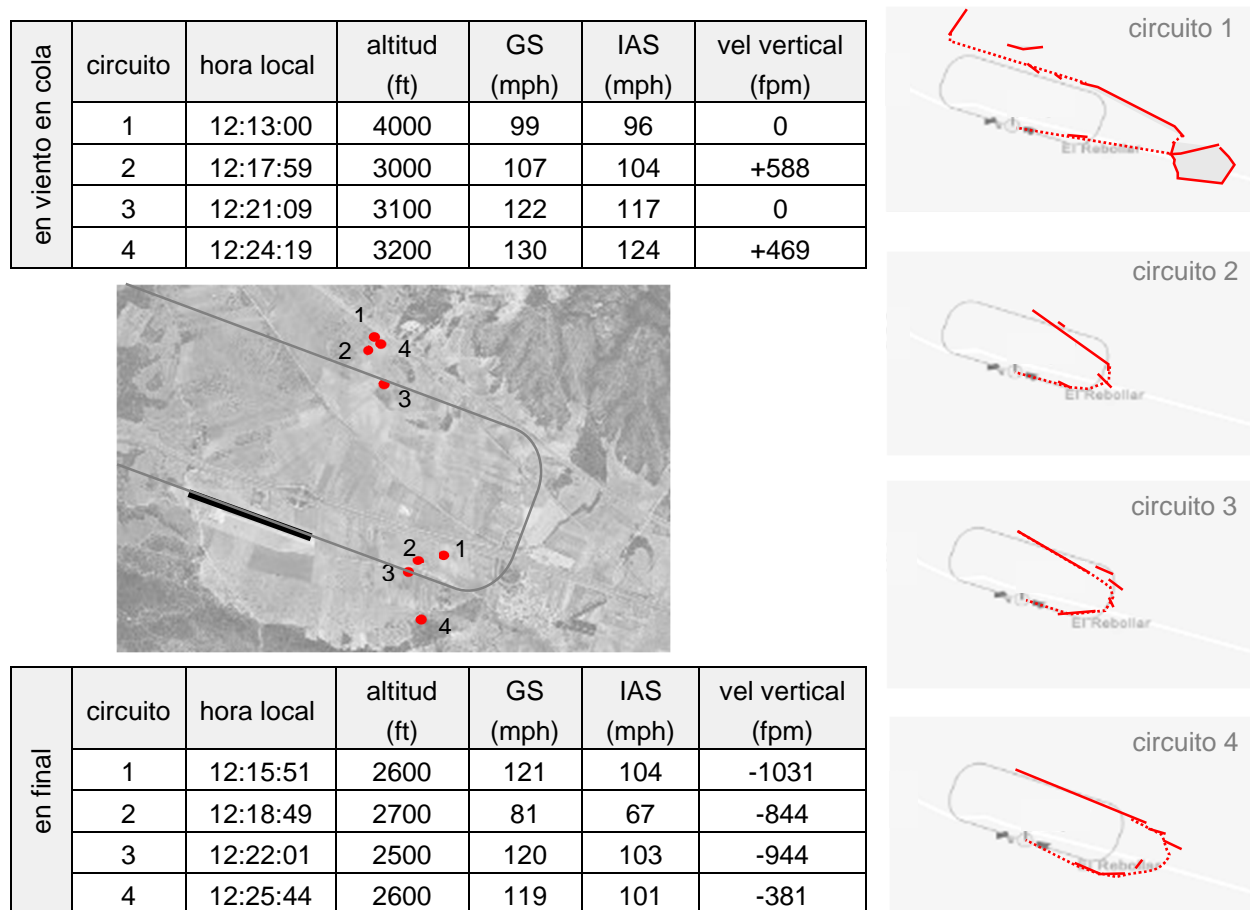 en viento en cola
circuito hora local altitud (ft) GS (mph) IAS (mph) vel vertical (fpm)
1 12:13:00 4000 99 96 0
2 12:17:59 3000 107 104 +588
3 12:21:09 3100 122 117 0
4 12:24:19 3200 130 124 +469
1
2
4
3
2
1
3
4
en final
circuito hora local altitud (ft) GS (mph) IAS (mph) vel vertical (fpm)
1 12:15:51 2600 121 104 -1031
2 12:18:49 2700 81 67 -844
3 12:22:01 2500 120 103 -944
4 12:25:44 2600 119 101 -381
circuito 1
El Rebollar
circuito 2
El Rebollar
circuito 3
El Rebollar
circuito 4
El Rebollar